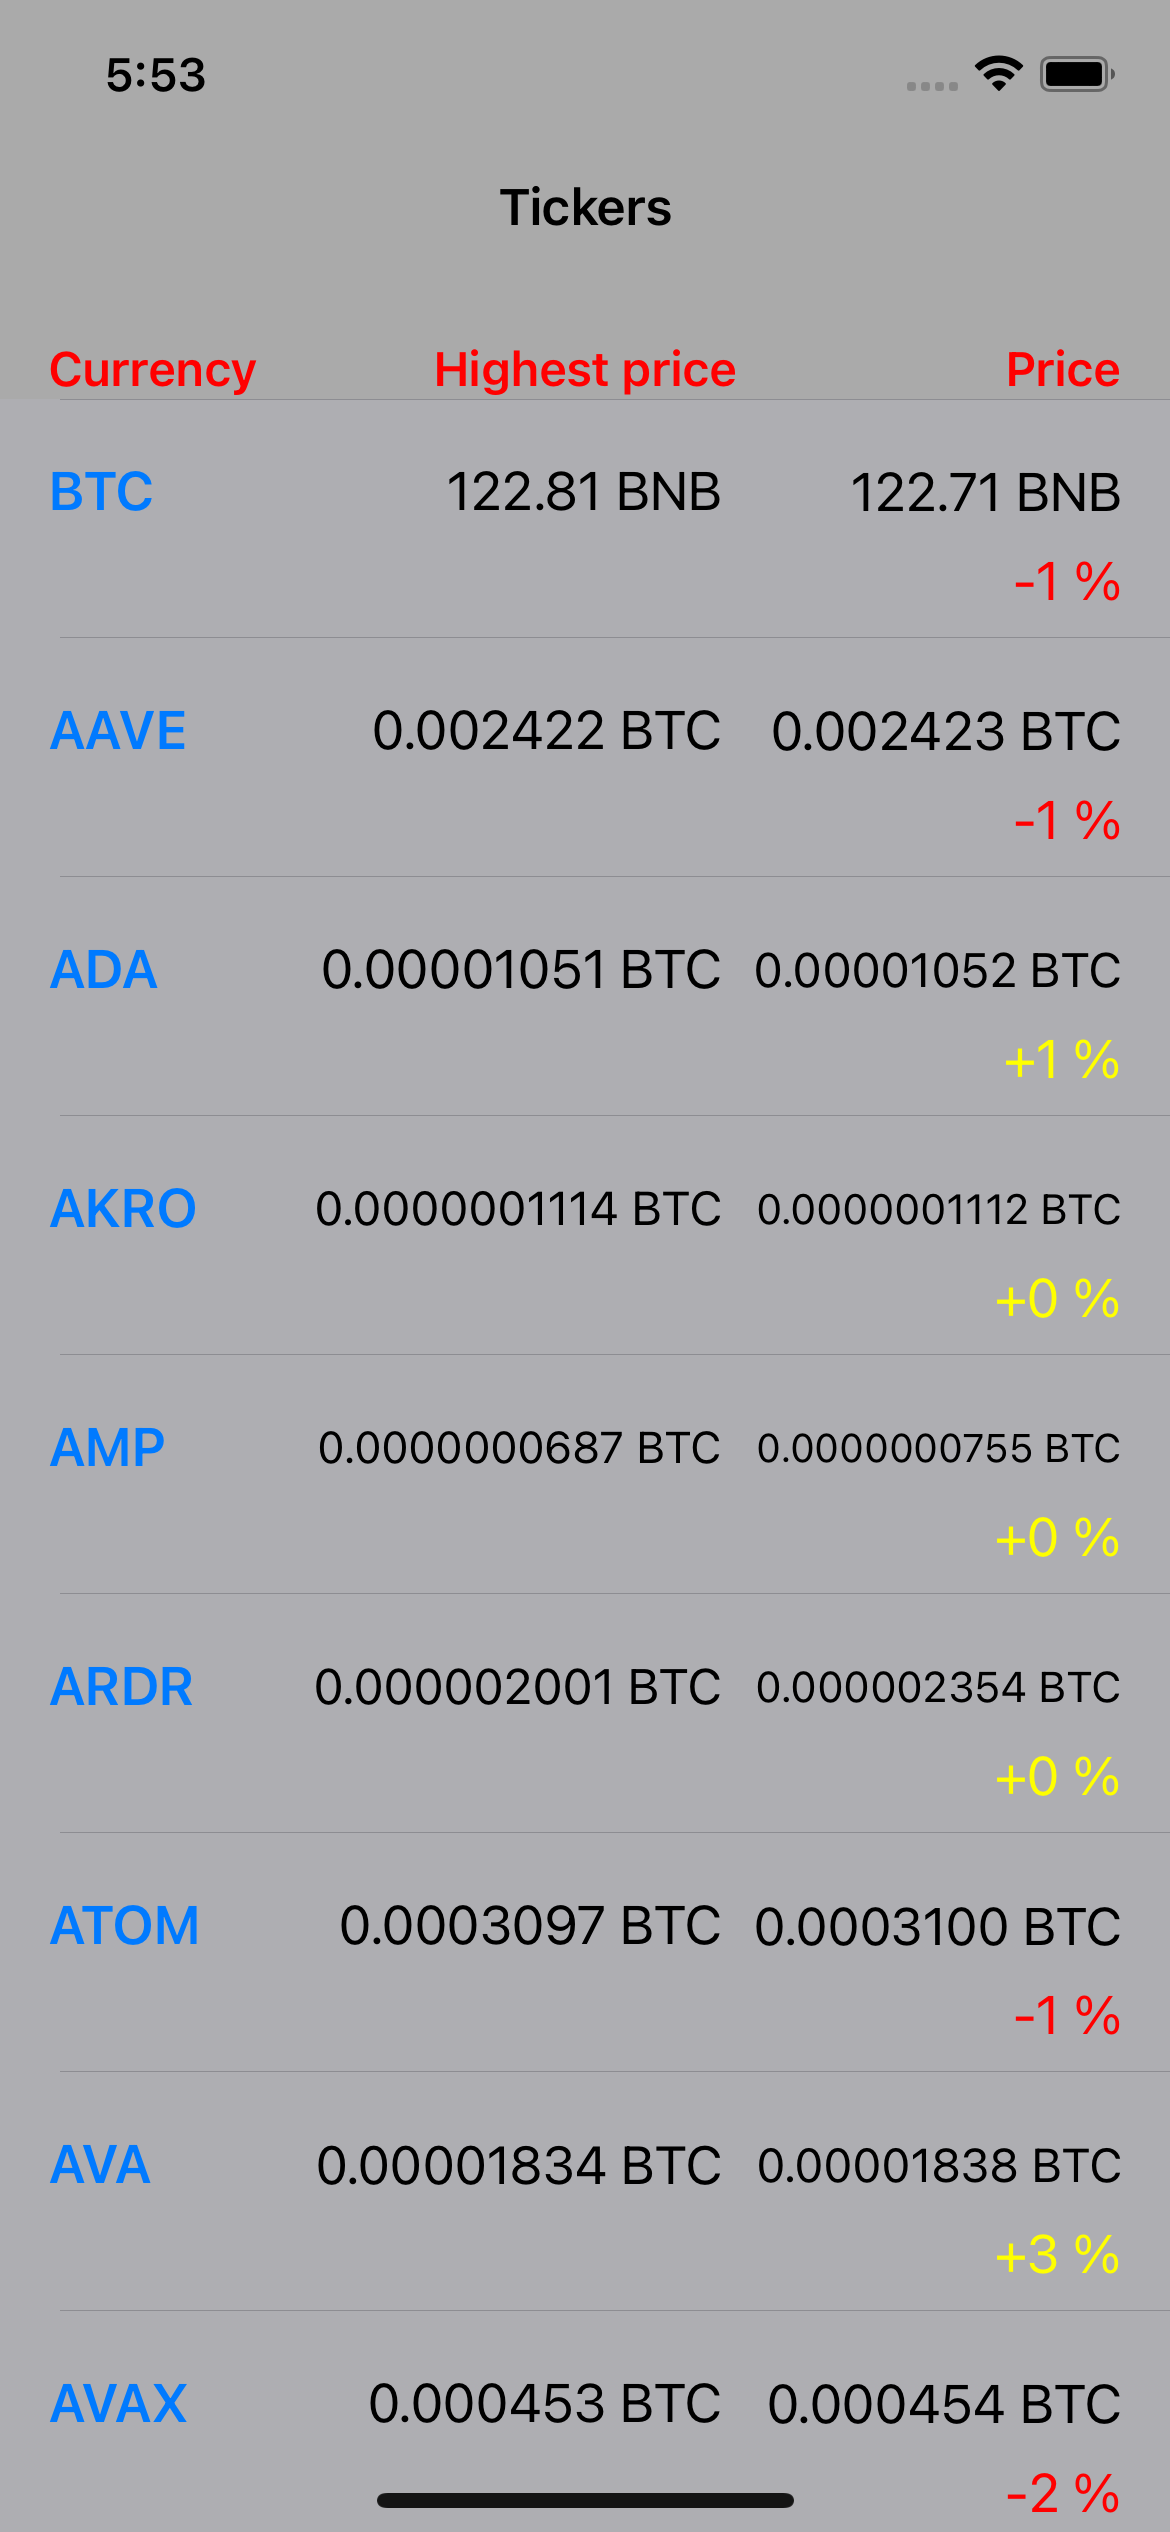 5:53
Tickers
Currency Highest price Price
BTC 122.81 BNB 122.71 BNB
-1 %
AAVE 0.002422 BTC 0.002423 BTC
-1 %
ADA 0.00001051 BTC 0.00001052 BTC
+1 %
AKRO 0.0000001114 BTC 0.0000001112 BTC
+0 %
AMP 0.0000000687 BTC 0.0000000755 BTC
+0 %
ARDR 0.000002001 BTC 0.000002354 BTC
+0 %
ATOM 0.0003097 BTC 0.0003100 BTC
-1 %
AVA 0.00001834 BTC 0.00001838 BTC
+3 %
AVAX 0.000453 BTC 0.000454 BTC
-2 %